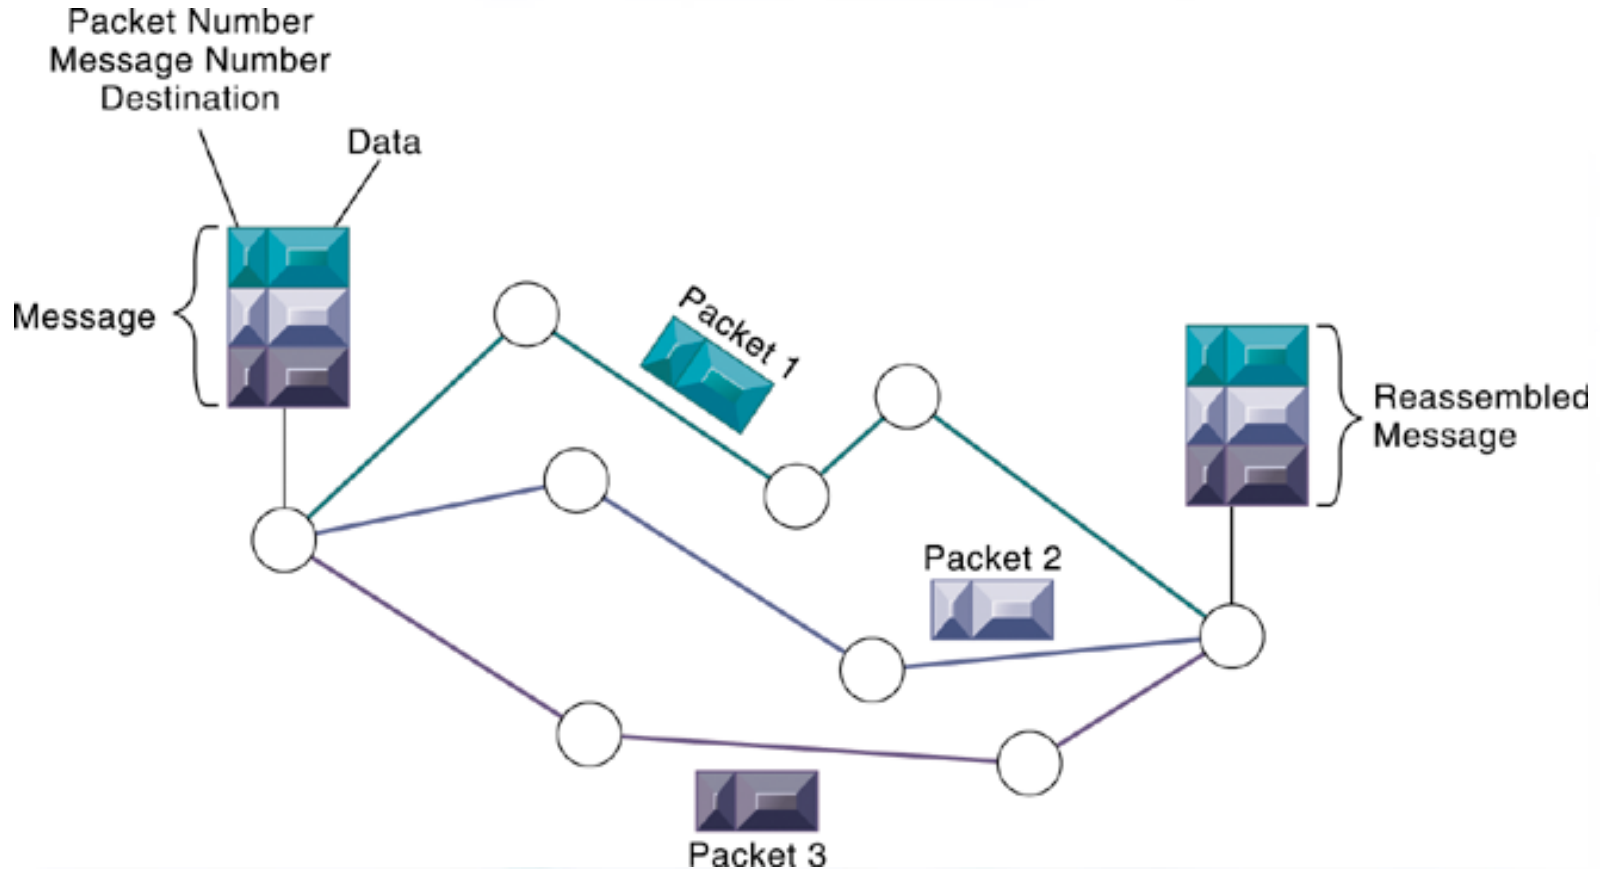 Packet Number
Message Number
Destination
Data
Message
Packet 1
Reassembled
Message
Packet 2
Packet 3